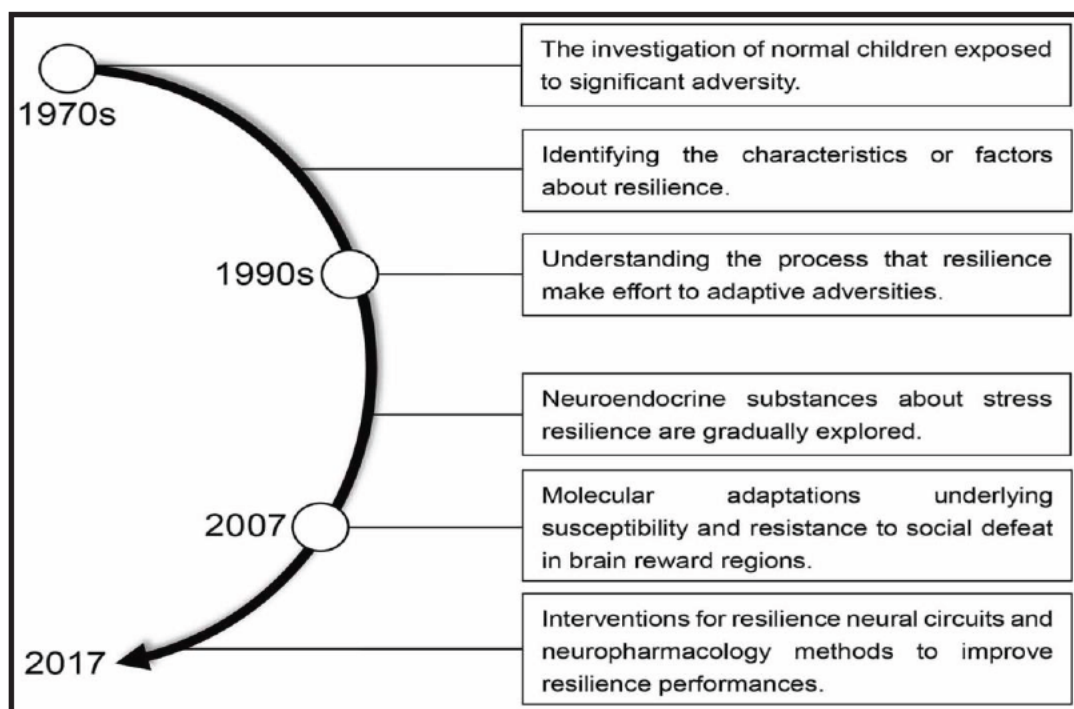 The investigation of normal children exposed
to significant adversity.
1970s
Identifying the characteristics or factors
about resilience.
1990s
Understanding the process that resilience
make effort to adaptive adversities.
Neuroendocrine substances about stress
resilience are gradually explored.
2007
Molecular adaptations underlying
susceptibility and resistance to social defeat
in brain reward regions.
2017
Interventions for resilience neural circuits and
neuropharmacology methods to improve
resilience performances.